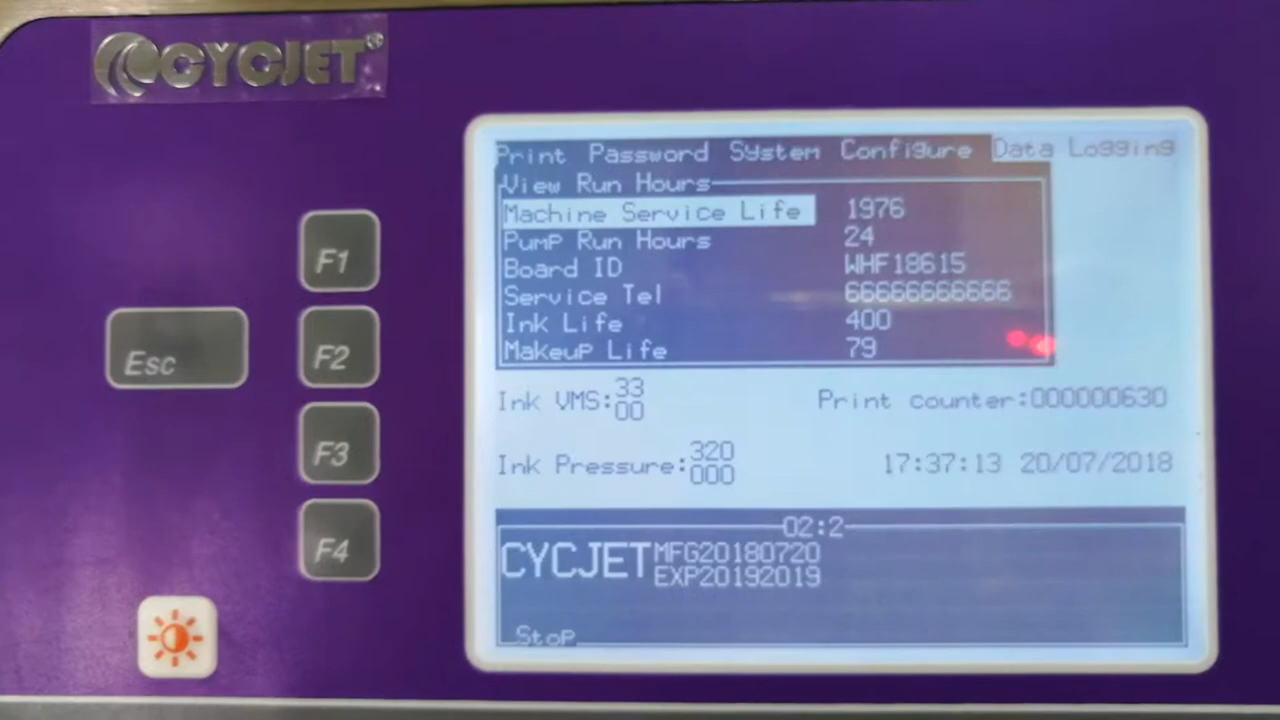 CYCJET®
Print Password System Configure Data Logging
View Run Hours
Machine Service Life 1976
Pump Run Hours 24
Board ID WHF18615
Service Tel 66666666666
Ink Life 400
Makeup Life 79
Ink VMS:33
00
Print counter:000000630
Ink Pressure:320
000
17:37:13 20/07/2018
02:2
CYCJET MFG20180720
EXP20192019
Stop
F1
F2
Esc
F3
F4